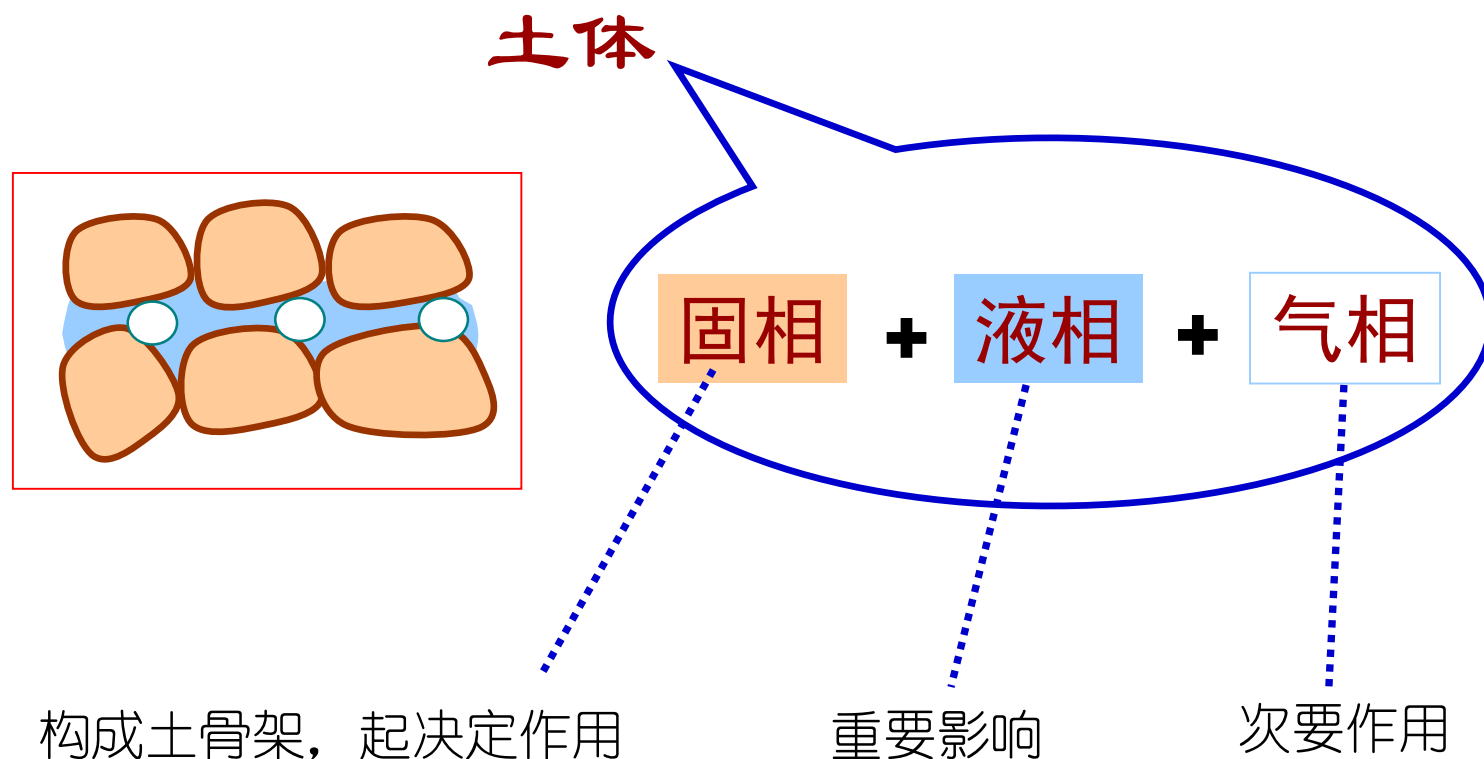 土体
固相 + 液相 + 气相
构成土骨架，起决定作用
重要影响
次要作用